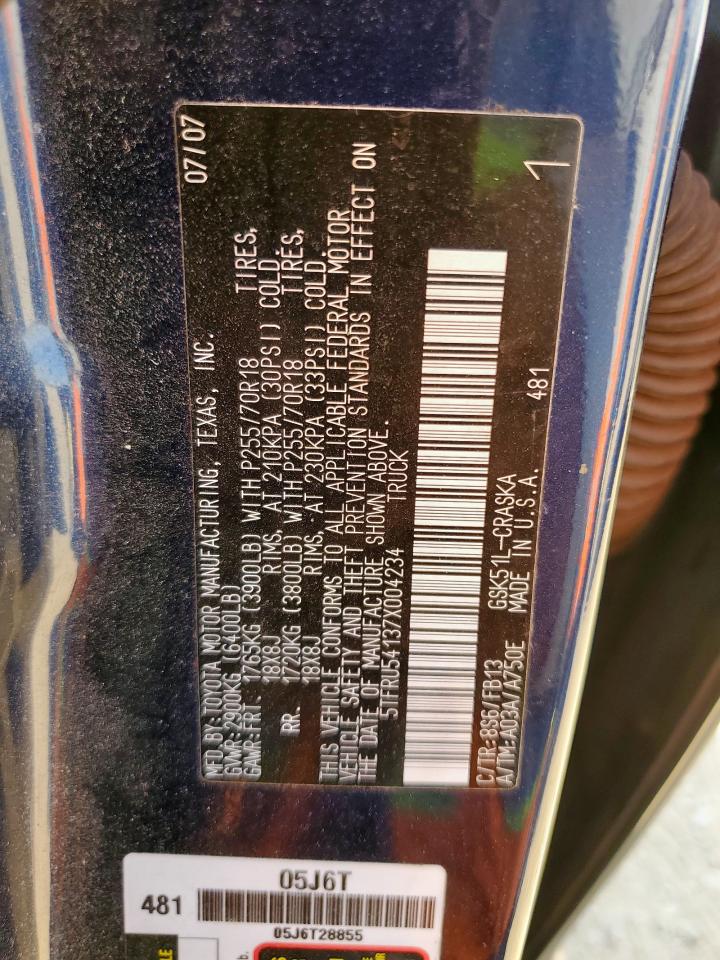 07/07
MFD.BY:TOYOTA MOTOR MANUFACTURING, TEXAS, INC.
GVWR:2900KG (6400LB)
GAWR:FRT. 1765KG (3900LB) WITH P255/70R18 TIRES,
18X8J RIMS, AT 210KPA (30PSI) COLD.
RR. 1720KG (3800LB) WITH P255/70R18 TIRES,
18X8J RIMS, AT 230KPA (33PSI) COLD.
THIS VEHICLE CONFORMS TO ALL APPLICABLE FEDERAL MOTOR
VEHICLE SAFETY AND THEFT PREVENTION STANDARDS IN EFFECT ON
THE DATE OF MANUFACTURE SHOWN ABOVE.
5TFRU54137X004234 TRUCK
481
C/TR:8S6/FB13 GSK51L-CRASKA
A/TM:A03A/A750E MADE IN U.S.A. 1
05J6T
481
05J6T28855